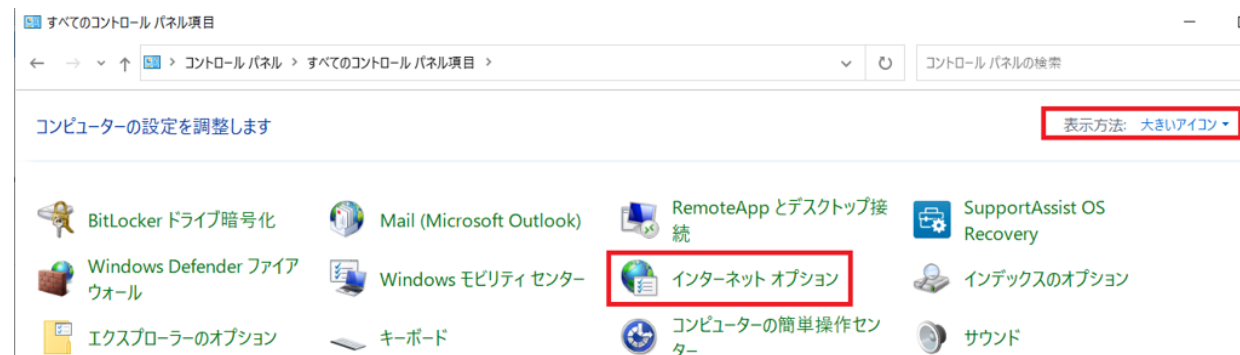 すべてのコントロール パネル項目
コントロール パネル > すべてのコントロール パネル項目 >
コントロール パネルの検索
コンピューターの設定を調整します
表示方法: 大きいアイコン
BitLocker ドライブ暗号化
Mail (Microsoft Outlook)
RemoteApp とデスクトップ接
続
SupportAssist OS
Recovery
Windows Defender ファイア
ウォール
Windows モビリティ センター
インターネット オプション
インデックスのオプション
エクスプローラーのオプション
キーボード
コンピューターの簡単操作セン
ター
サウンド